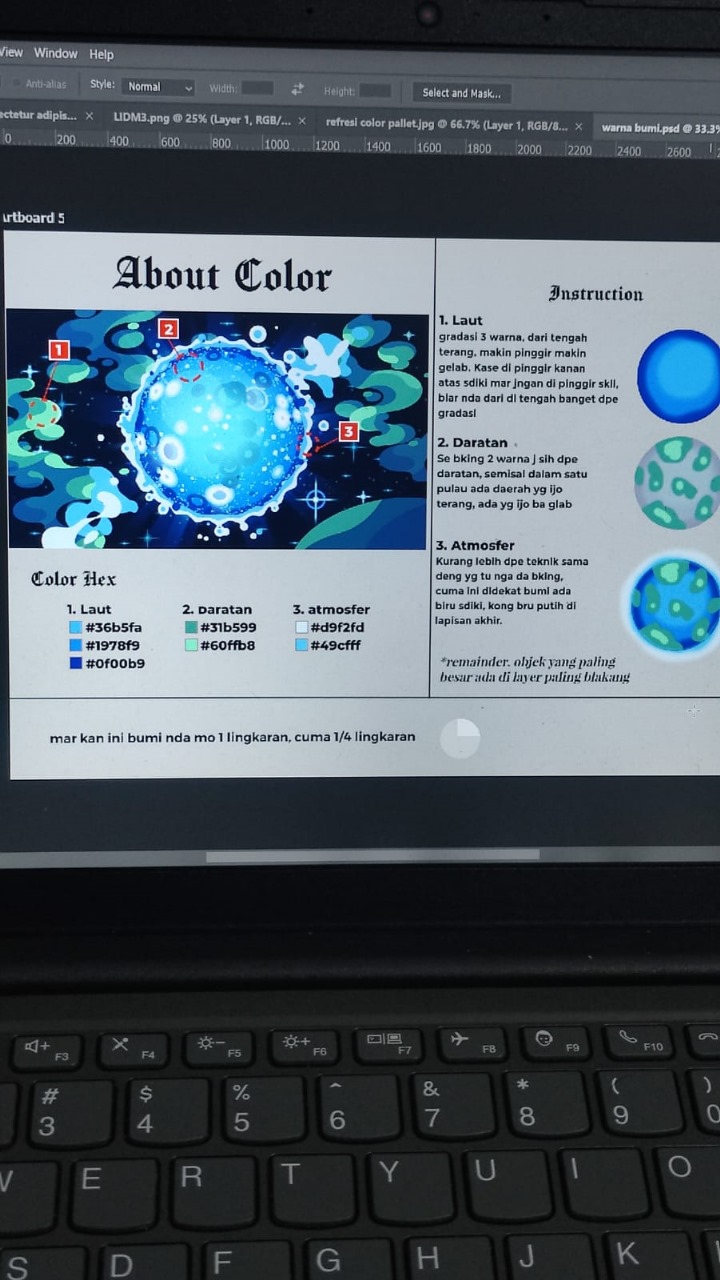 View Window Help
Anti-alias Style: Normal Width: Height: Select and Mask...
ectetur adipis... × LIDM3.png @ 25% (Layer 1, RGB/... × refresi color pallet.jpg @ 66.7% (Layer 1, RGB/8... × warna bumi.psd @ 33.3%
0 200 400 600 800 1000 1200 1400 1600 1800 2000 2200 2400 2600
rtboard 5
About Color
1
2
3
Color Hex
1. Laut
#36b5fa
#1978f9
#0f00b9
2. Daratan
#31b599
#60ffb8
3. atmosfer
#d9f2fd
#49cfff
Instruction
1. Laut
gradasi 3 warna, dari tengah
terang, makin pinggir makin
gelab. Kase di pinggir kanan
atas sdiki mar jngan di pinggir skli,
biar nda dari di tengah banget dpe
gradasi
2. Daratan
Se bking 2 warna j sih dpe
daratan, semisal dalam satu
pulau ada daerah yg ijo
terang, ada yg ijo ba glab
3. Atmosfer
Kurang lebih dpe teknik sama
deng yg tu nga da bking,
cuma ini didekat bumi ada
biru sdiki, kong bru putih di
lapisan akhir.
*remainder. objek yang paling
besar ada di layer paling blakang
mar kan ini bumi nda mo 1 lingkaran, cuma 1/4 lingkaran
F3 F4 F5 F6 F7 F8 F9 F10
# $ % ^ & * ( )
3 4 5 6 7 8 9 0
W E R T Y U I O
S D F G H J K